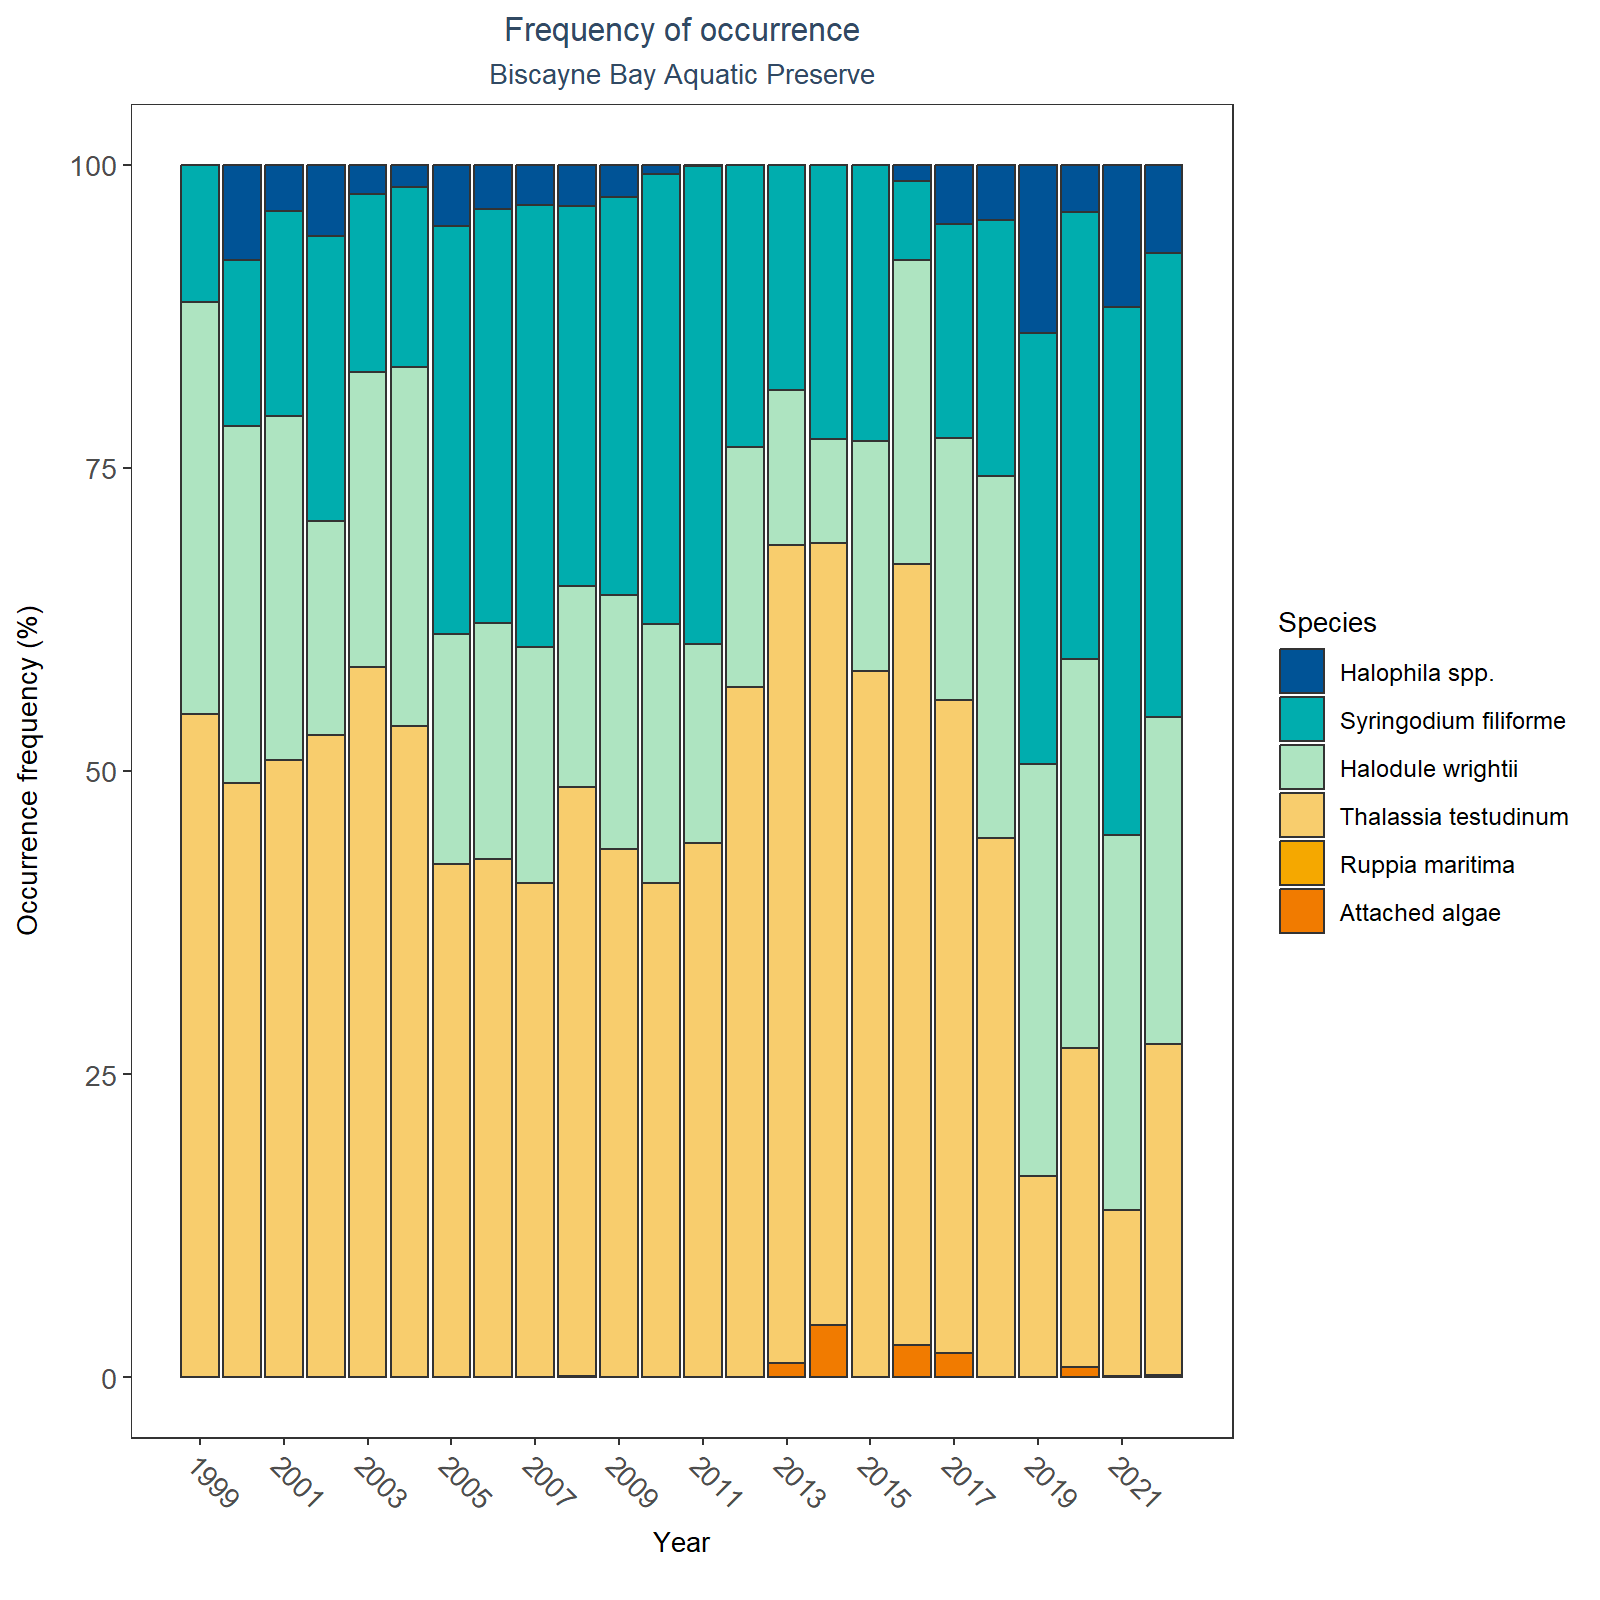 Frequency of occurrence
Biscayne Bay Aquatic Preserve
Occurrence frequency (%)
100
75
50
25
0
1999
2001
2003
2005
2007
2009
2011
2013
2015
2017
2019
2021
Year
Species
Halophila spp.
Syringodium filiforme
Halodule wrightii
Thalassia testudinum
Ruppia maritima
Attached algae